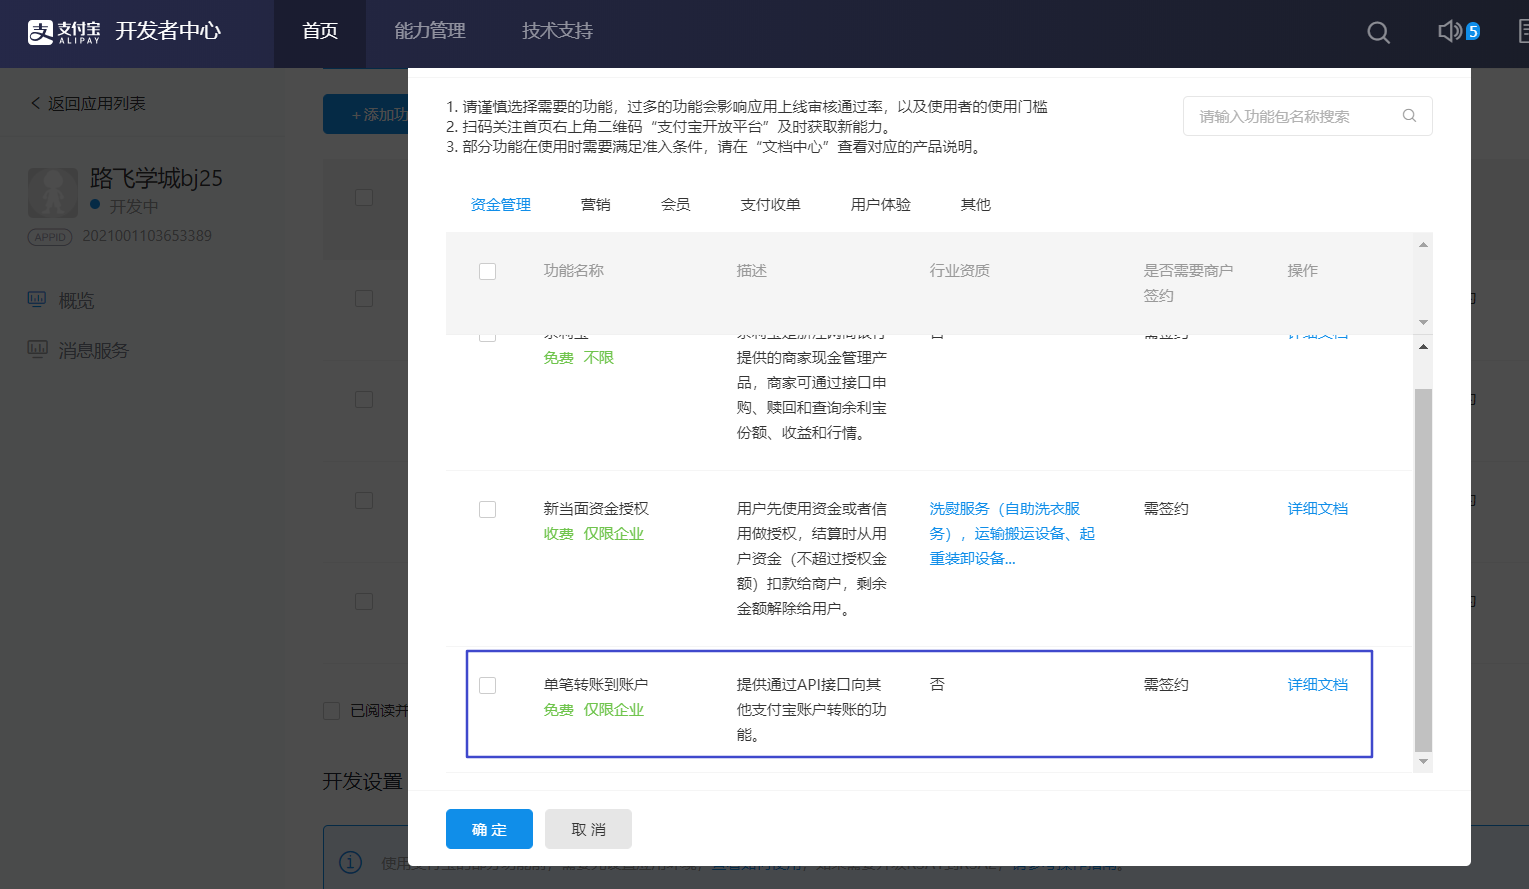 支付宝 ALIPAY 开发者中心 首页 能力管理 技术支持 5
返回应用列表
路飞学城bj25
开发中
APPID 2021001103653389
概览
消息服务
+添加功
已阅读并
开发设置
1. 请谨慎选择需要的功能，过多的功能会影响应用上线审核通过率，以及使用者的使用门槛
2. 扫码关注首页右上角二维码“支付宝开放平台”及时获取新能力。
3. 部分功能在使用时需要满足准入条件，请在“文档中心”查看对应的产品说明。
请输入功能包名称搜索
资金管理 营销 会员 支付收单 用户体验 其他
功能名称 描述 行业资质 是否需要商户
签约 操作
免费 不限
提供的商家现金管理产
品，商家可通过接口申
购、赎回和查询余利宝
份额、收益和行情。
新当面资金授权
收费 仅限企业
用户先使用资金或者信
用做授权，结算时从用
户资金（不超过授权金
额）扣款给商户，剩余
金额解除给用户。
洗熨服务（自助洗衣服
务）, 运输搬运设备、起
重装卸设备...
需签约
详细文档
单笔转账到账户
免费 仅限企业
提供通过API接口向其
他支付宝账户转账的功
能。
否
需签约
详细文档
确 定 取 消